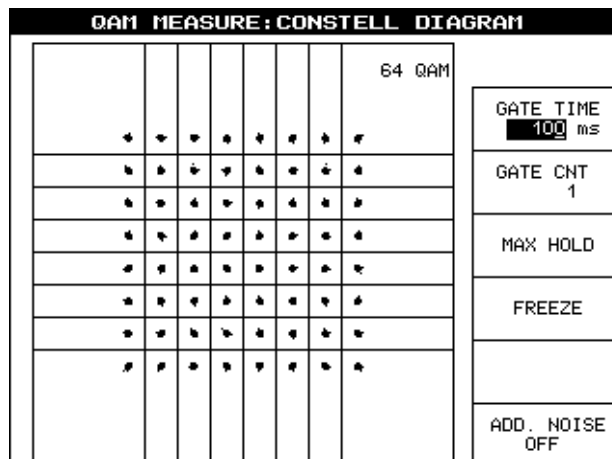 QAM MEASURE:CONSTELL DIAGRAM
64 QAM
GATE TIME
100 ms
GATE CNT
1
MAX HOLD
FREEZE
ADD. NOISE
OFF